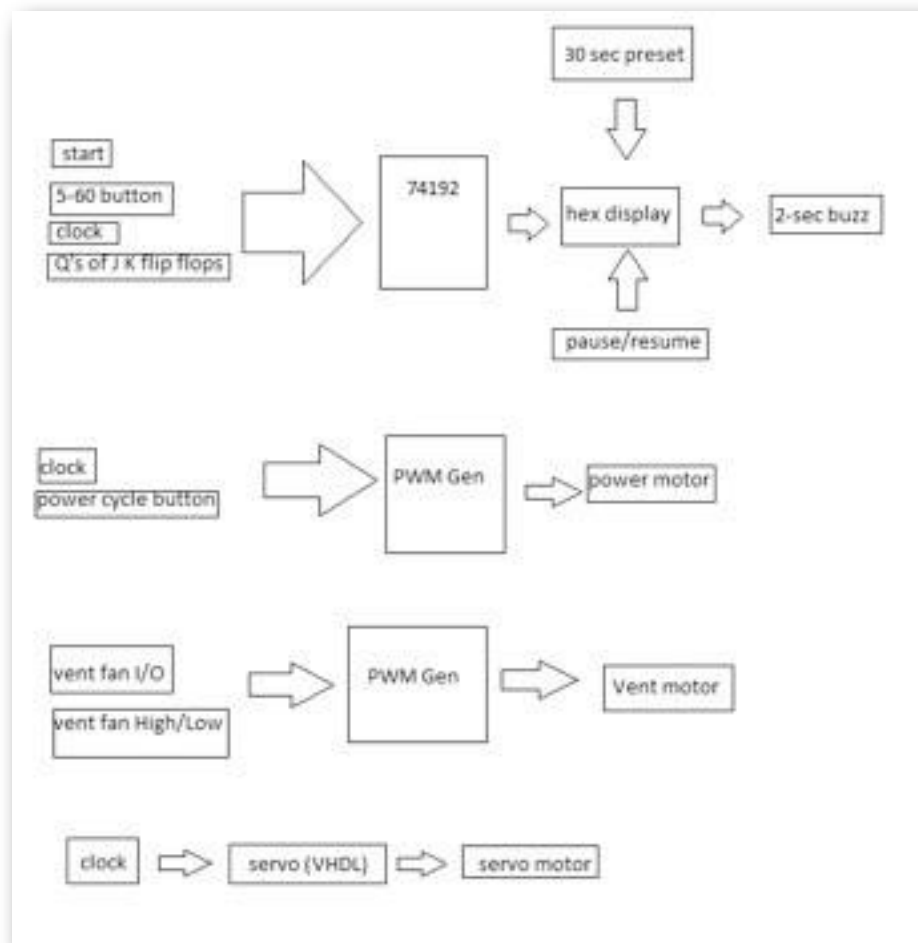 30 sec preset
start
5-60 button
clock
Q's of J K flip flops
74192
hex display
2-sec buzz
pause/resume
clock
power cycle button
PWM Gen
power motor
vent fan I/O
vent fan High/Low
PWM Gen
Vent motor
clock
servo (VHDL)
servo motor